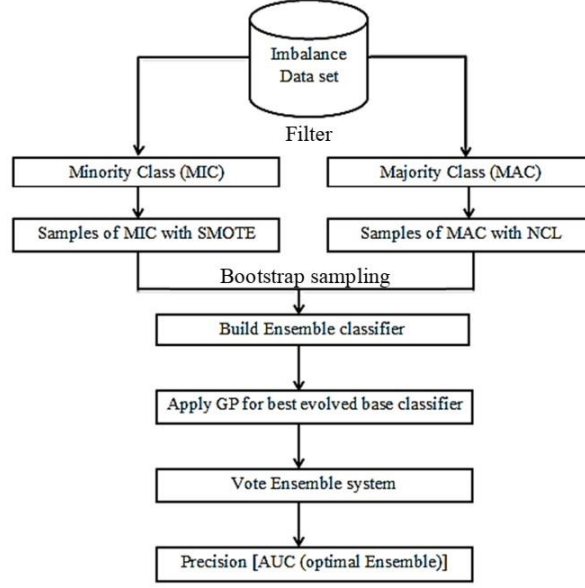 Imbalance
Data set
Filter
Minority Class (MIC)
Majority Class (MAC)
Samples of MIC with SMOTE
Samples of MAC with NCL
Bootstrap sampling
Build Ensemble classifier
Apply GP for best evolved base classifier
Vote Ensemble system
Precision [AUC (optimal Ensemble)]